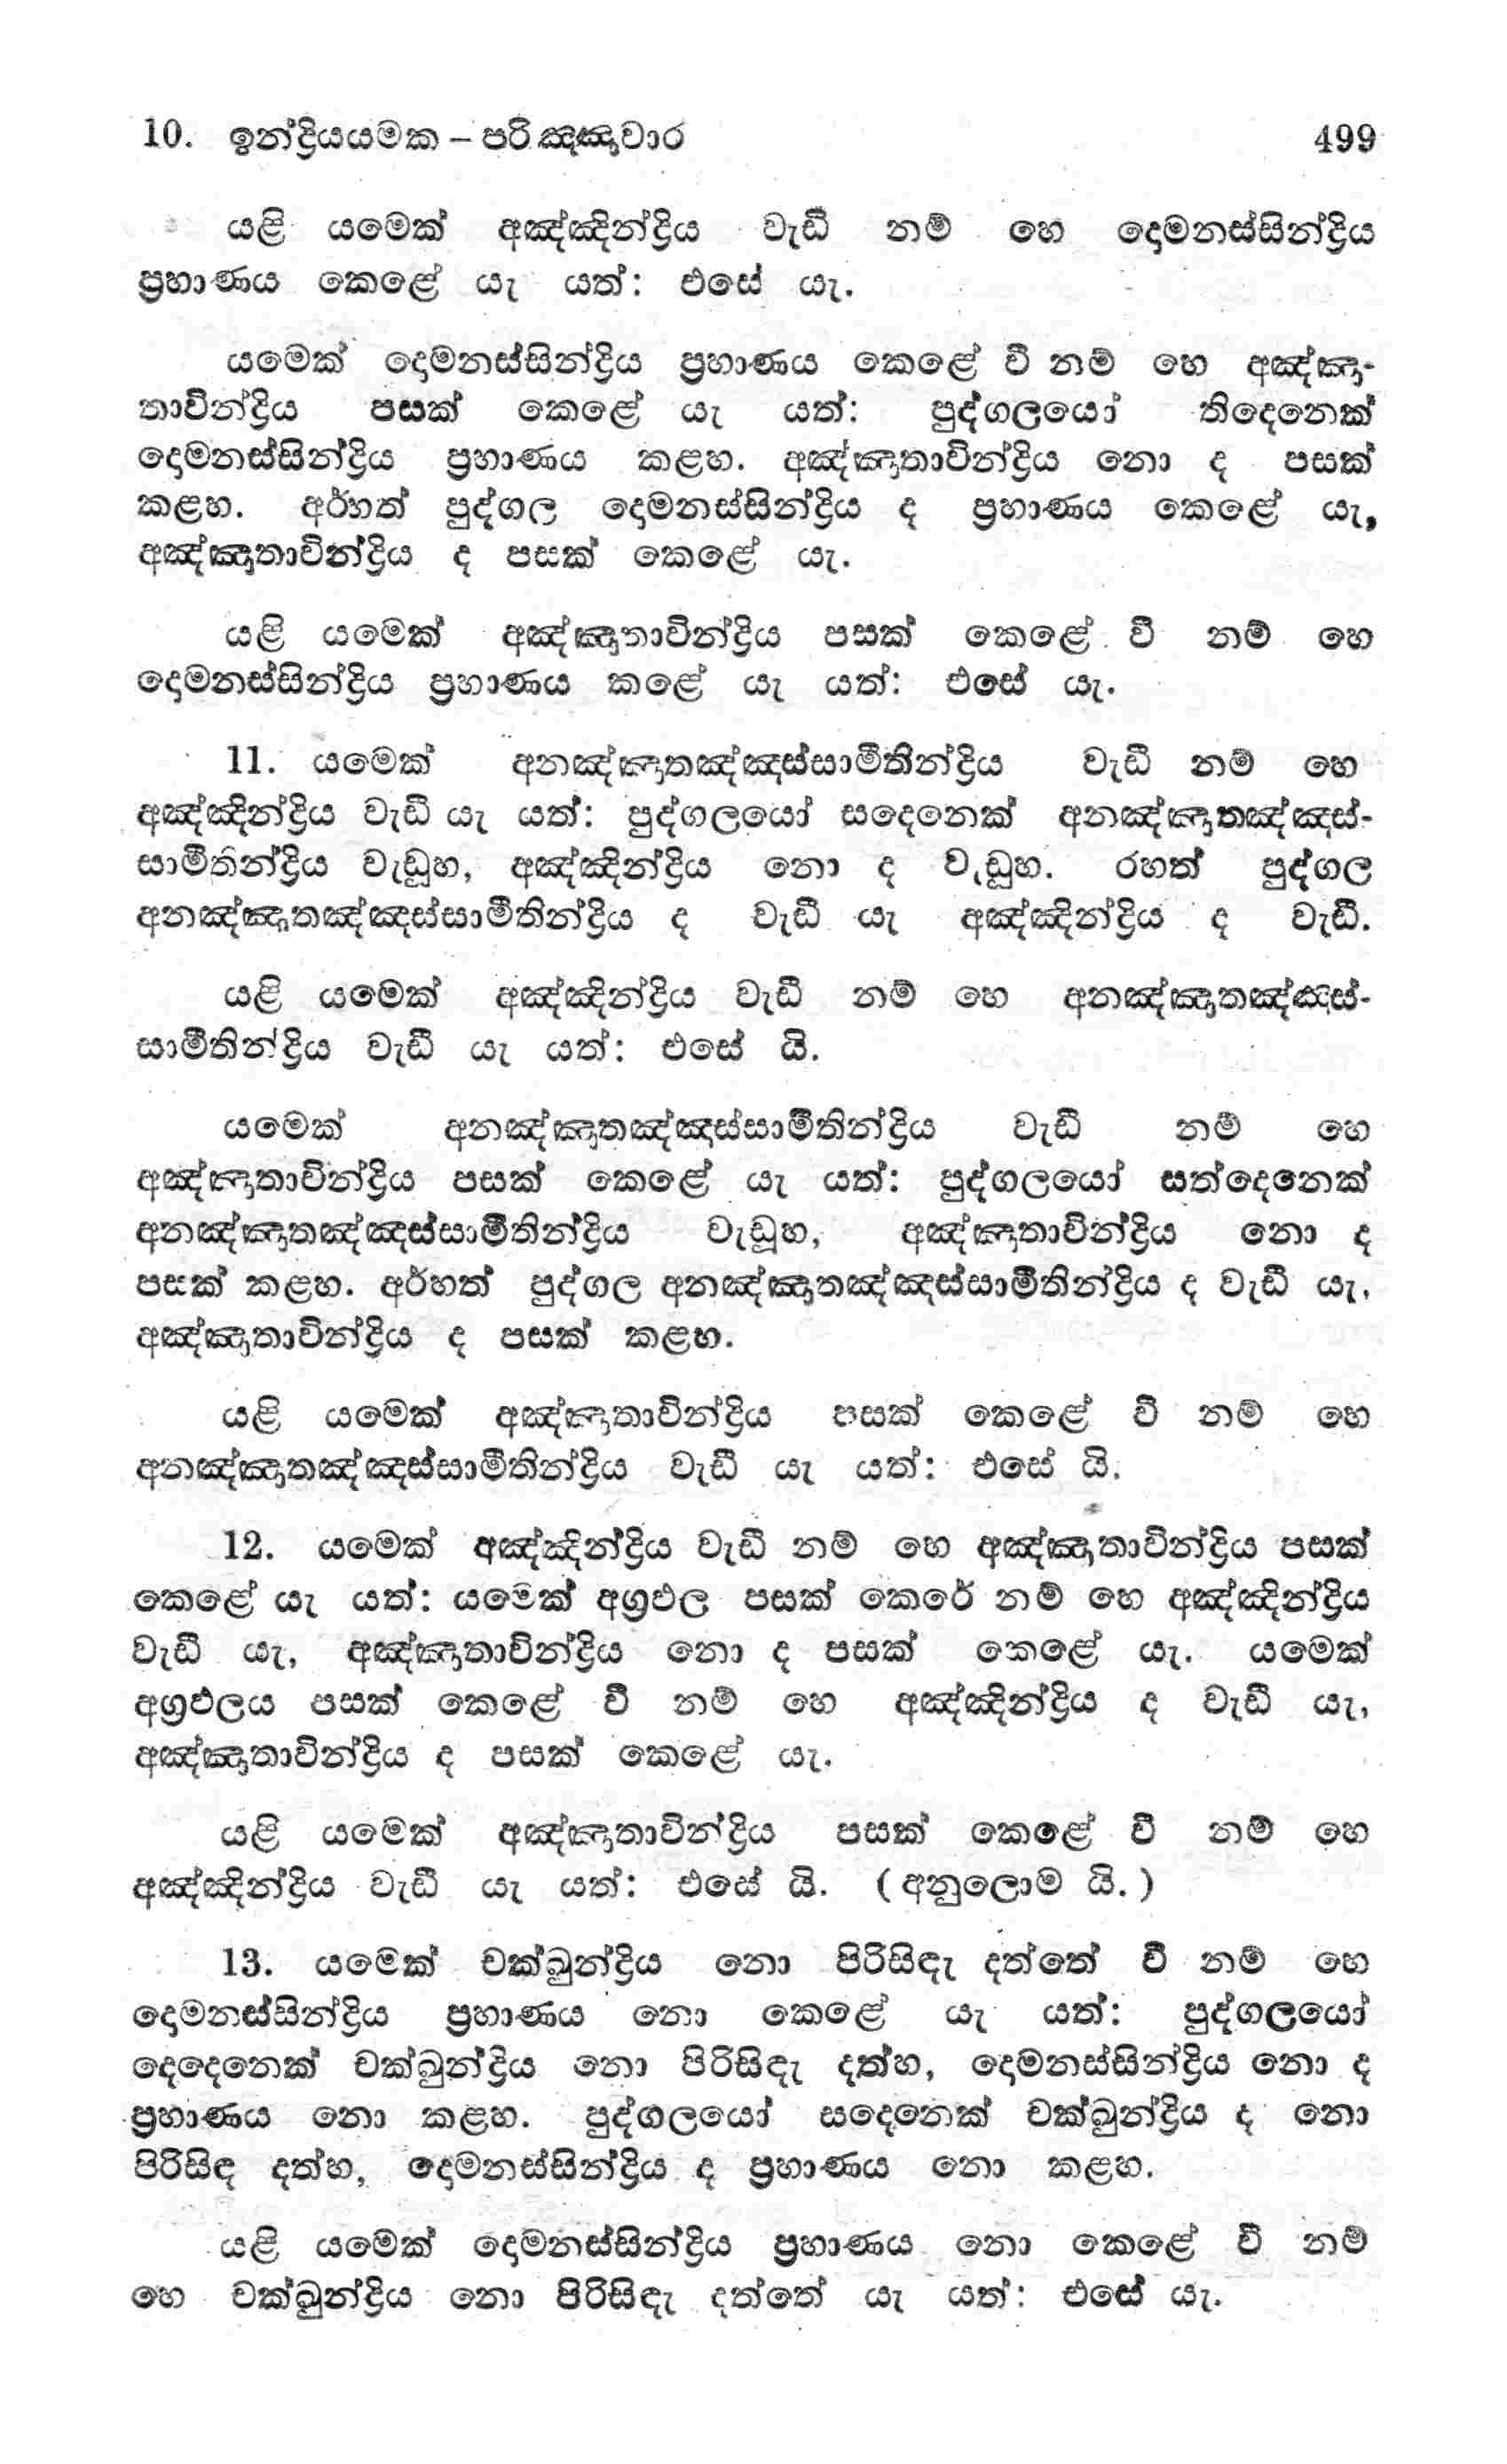 10. ඉන්ද්‍රියයමක – පරිඤ්ඤාවාර 499
යළි යමෙක් අඤ්ඤින්ද්‍රිය වැඩී නම් හෙ දොමනස්සින්ද්‍රිය
ප්‍රහාණය කෙළේ යැ යත්: එසේ යැ.
යමෙක් දොමනස්සින්ද්‍රිය ප්‍රහාණය කෙළේ වී නම් හෙ අඤ්ඤා-
තාවින්ද්‍රිය පසක් කෙළේ යැ යත්: පුද්ගලයෝ තිදෙනෙක්
දොමනස්සින්ද්‍රිය ප්‍රහාණය කළහ. අඤ්ඤාතාවින්ද්‍රිය නො ද පසක්
කළහ. අර්හත් පුද්ගල දොමනස්සින්ද්‍රිය ද ප්‍රහාණය කෙළේ යැ,
අඤ්ඤාතාවින්ද්‍රිය ද පසක් කෙළේ යැ.
යළි යමෙක් අඤ්ඤාතාවින්ද්‍රිය පසක් කෙළේ වී නම් හෙ
දොමනස්සින්ද්‍රිය ප්‍රහාණය කළේ යැ යත්: එසේ යැ.
11. යමෙක් අනඤ්ඤාතඤ්ඤස්සාමීතින්ද්‍රිය වැඩී නම් හෙ
අඤ්ඤින්ද්‍රිය වැඩී යැ යත්: පුද්ගලයෝ සදෙනෙක් අනඤ්ඤාතඤ්ඤස්-
සාමීතින්ද්‍රිය වැඩූහ, අඤ්ඤින්ද්‍රිය නො ද වැඩූහ. රහත් පුද්ගල
අනඤ්ඤාතඤ්ඤස්සාමීතින්ද්‍රිය ද වැඩී යැ අඤ්ඤින්ද්‍රිය ද වැඩී.
යළි යමෙක් අඤ්ඤින්ද්‍රිය වැඩී නම් හෙ අනඤ්ඤාතඤ්ඤස්-
සාමීතින්ද්‍රිය වැඩී යැ යත්: එසේ යි.
යමෙක් අනඤ්ඤාතඤ්ඤස්සාමීතින්ද්‍රිය වැඩී නම් හෙ
අඤ්ඤාතාවින්ද්‍රිය පසක් කෙළේ යැ යත්: පුද්ගලයෝ සත්දෙනෙක්
අනඤ්ඤාතඤ්ඤස්සාමීතින්ද්‍රිය වැඩූහ, අඤ්ඤාතාවින්ද්‍රිය නො ද
පසක් කළහ. අර්හත් පුද්ගල අනඤ්ඤාතඤ්ඤස්සාමීතින්ද්‍රිය ද වැඩී යැ,
අඤ්ඤාතාවින්ද්‍රිය ද පසක් කළහ.
යළි යමෙක් අඤ්ඤාතාවින්ද්‍රිය පසක් කෙළේ වී නම් හෙ
අනඤ්ඤාතඤ්ඤස්සාමීතින්ද්‍රිය වැඩී යැ යත්: එසේ යි.
12. යමෙක් අඤ්ඤින්ද්‍රිය වැඩී නම් හෙ අඤ්ඤාතාවින්ද්‍රිය පසක්
කෙළේ යැ යත්: යමෙක් අග්‍රඵල පසක් කෙරේ නම් හෙ අඤ්ඤින්ද්‍රිය
වැඩී යැ, අඤ්ඤාතාවින්ද්‍රිය නො ද පසක් කෙළේ යැ. යමෙක්
අග්‍රඵලය පසක් කෙළේ වී නම් හෙ අඤ්ඤින්ද්‍රිය ද වැඩී යැ,
අඤ්ඤාතාවින්ද්‍රිය ද පසක් කෙළේ යැ.
යළි යමෙක් අඤ්ඤාතාවින්ද්‍රිය පසක් කෙළේ වී නම් හෙ
අඤ්ඤින්ද්‍රිය වැඩී යැ යත්: එසේ යි. (අනුලොම යි.)
13. යමෙක් චක්ඛුන්ද්‍රිය නො පිරිසිඳැ දත්තේ වී නම් හෙ
දොමනස්සින්ද්‍රිය ප්‍රහාණය නො කෙළේ යැ යත්: පුද්ගලයෝ
දෙදෙනෙක් චක්ඛුන්ද්‍රිය නො පිරිසිඳැ දත්හ, දොමනස්සින්ද්‍රිය නො ද
ප්‍රහාණය නො කළහ. පුද්ගලයෝ සදෙනෙක් චක්ඛුන්ද්‍රිය ද නො
පිරිසිඳ දත්හ, දොමනස්සින්ද්‍රිය ද ප්‍රහාණය නො කළහ.
යළි යමෙක් දොමනස්සින්ද්‍රිය ප්‍රහාණය නො කෙළේ වී නම්
හෙ චක්ඛුන්ද්‍රිය නො පිරිසිඳැ දත්තේ යැ යත්: එසේ යැ.